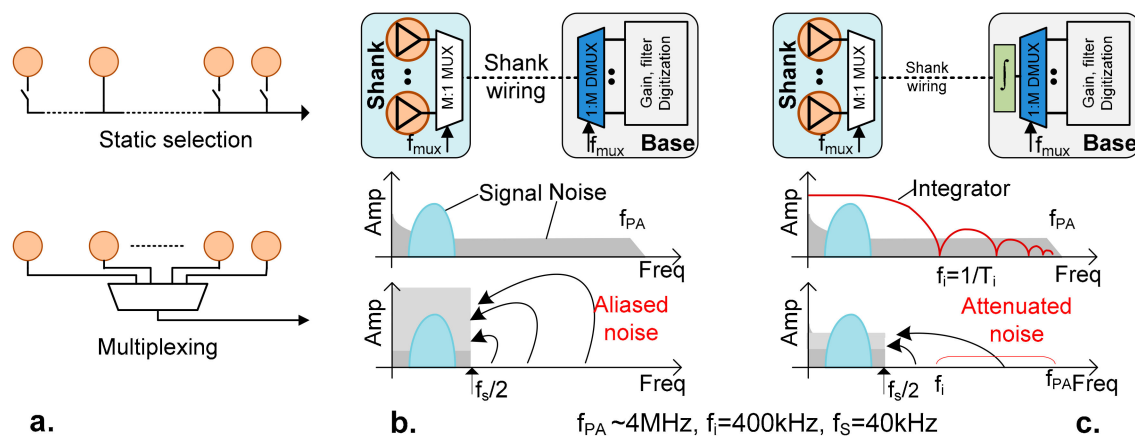 Static selection
Multiplexing
a.
Shank
M:1 MUX
f_mux
Shank
wiring
1:M DMUX
Gain, filter
Digitization
f_mux
Base
Amp
Signal Noise
f_PA
Freq
Amp
Aliased
noise
f_s/2
Freq
b.
Shank
M:1 MUX
f_mux
Shank
wiring
∫
1:M DMUX
Gain, filter
Digitization
f_mux
Base
Amp
Integrator
f_PA
f_i=1/T_i
Freq
Amp
Attenuated
noise
f_s/2
f_i
f_PA
Freq
c.
f_PA ~4MHz, f_i=400kHz, f_S=40kHz